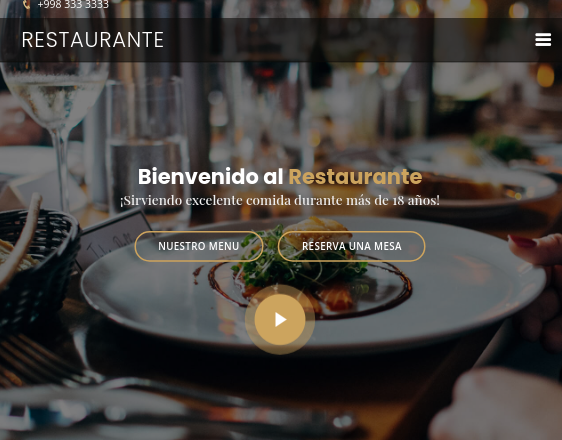 +998 333 3333
RESTAURANTE
Bienvenido al Restaurante
¡Sirviendo excelente comida durante más de 18 años!
NUESTRO MENU
RESERVA UNA MESA